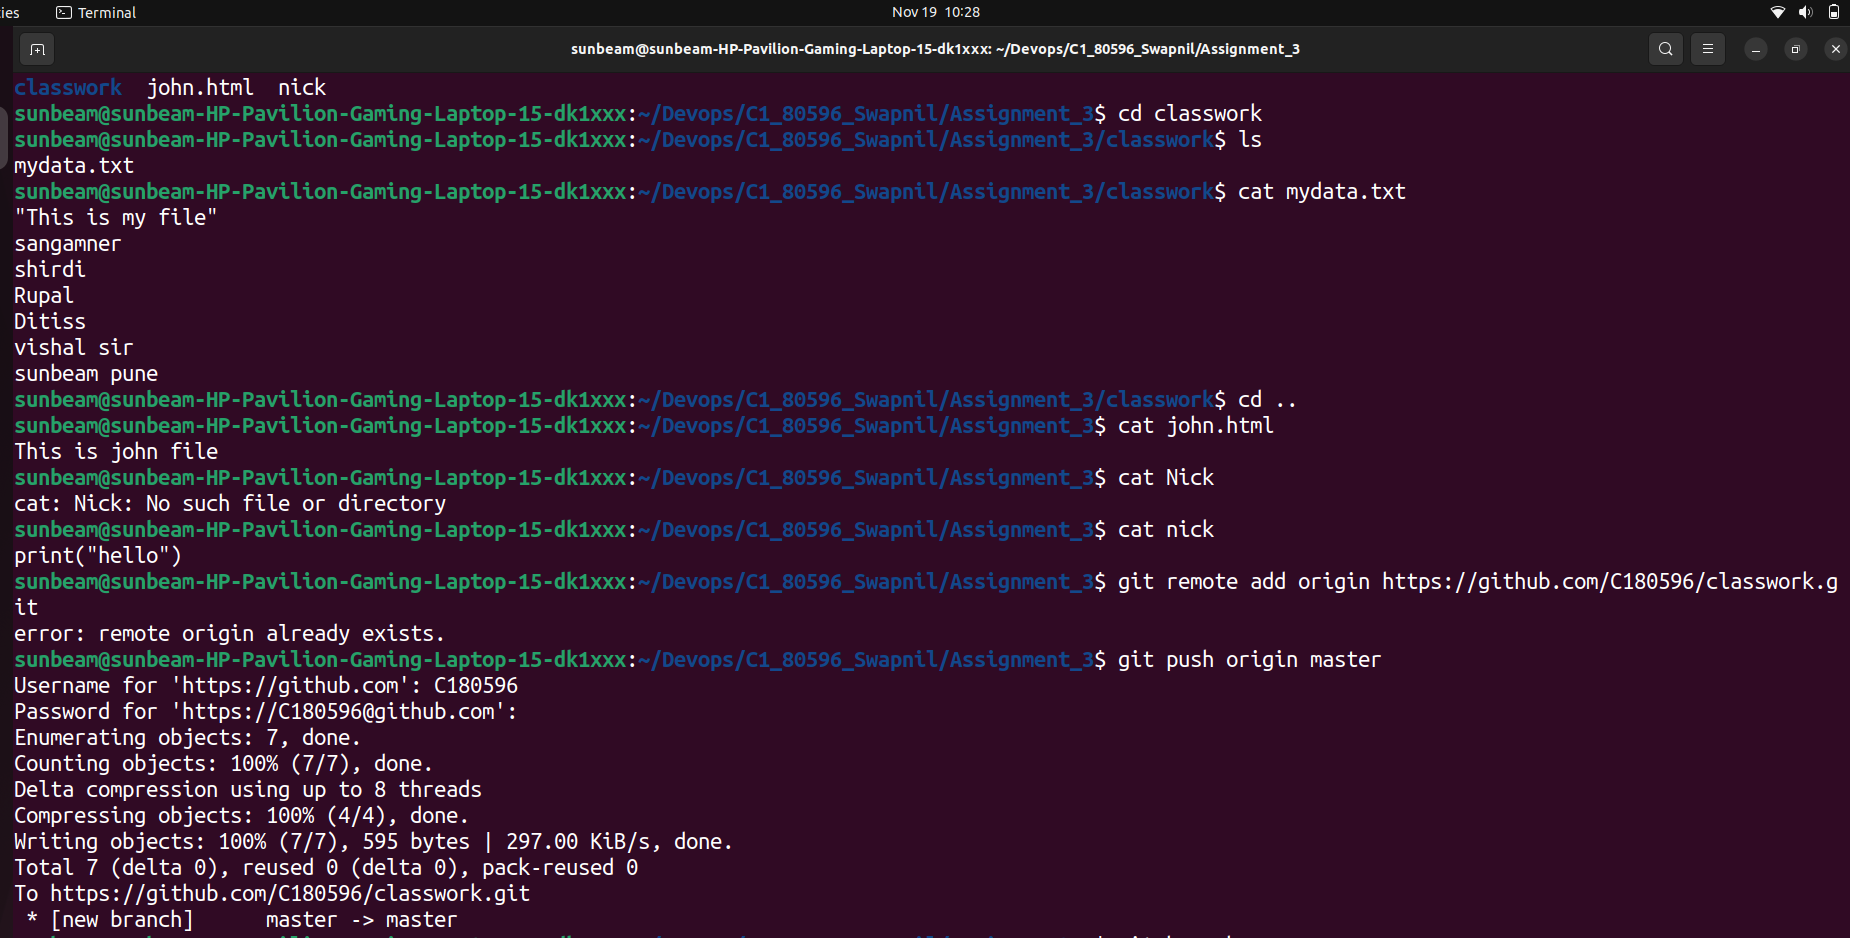 ies Terminal Nov 19 10:28
sunbeam@sunbeam-HP-Pavilion-Gaming-Laptop-15-dk1xxx: ~/Devops/C1_80596_Swapnil/Assignment_3
classwork john.html nick
sunbeam@sunbeam-HP-Pavilion-Gaming-Laptop-15-dk1xxx:~/Devops/C1_80596_Swapnil/Assignment_3$ cd classwork
sunbeam@sunbeam-HP-Pavilion-Gaming-Laptop-15-dk1xxx:~/Devops/C1_80596_Swapnil/Assignment_3/classwork$ ls
mydata.txt
sunbeam@sunbeam-HP-Pavilion-Gaming-Laptop-15-dk1xxx:~/Devops/C1_80596_Swapnil/Assignment_3/classwork$ cat mydata.txt
"This is my file"
sangamner
shirdi
Rupal
Ditiss
vishal sir
sunbeam pune
sunbeam@sunbeam-HP-Pavilion-Gaming-Laptop-15-dk1xxx:~/Devops/C1_80596_Swapnil/Assignment_3/classwork$ cd ..
sunbeam@sunbeam-HP-Pavilion-Gaming-Laptop-15-dk1xxx:~/Devops/C1_80596_Swapnil/Assignment_3$ cat john.html
This is john file
sunbeam@sunbeam-HP-Pavilion-Gaming-Laptop-15-dk1xxx:~/Devops/C1_80596_Swapnil/Assignment_3$ cat Nick
cat: Nick: No such file or directory
sunbeam@sunbeam-HP-Pavilion-Gaming-Laptop-15-dk1xxx:~/Devops/C1_80596_Swapnil/Assignment_3$ cat nick
print("hello")
sunbeam@sunbeam-HP-Pavilion-Gaming-Laptop-15-dk1xxx:~/Devops/C1_80596_Swapnil/Assignment_3$ git remote add origin https://github.com/C180596/classwork.g
it
error: remote origin already exists.
sunbeam@sunbeam-HP-Pavilion-Gaming-Laptop-15-dk1xxx:~/Devops/C1_80596_Swapnil/Assignment_3$ git push origin master
Username for 'https://github.com': C180596
Password for 'https://C180596@github.com':
Enumerating objects: 7, done.
Counting objects: 100% (7/7), done.
Delta compression using up to 8 threads
Compressing objects: 100% (4/4), done.
Writing objects: 100% (7/7), 595 bytes | 297.00 KiB/s, done.
Total 7 (delta 0), reused 0 (delta 0), pack-reused 0
To https://github.com/C180596/classwork.git
 * [new branch]      master -> master